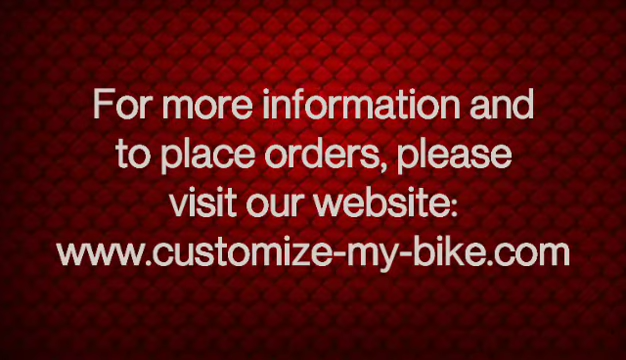 For more information and
to place orders, please
visit our website:
www.customize-my-bike.com